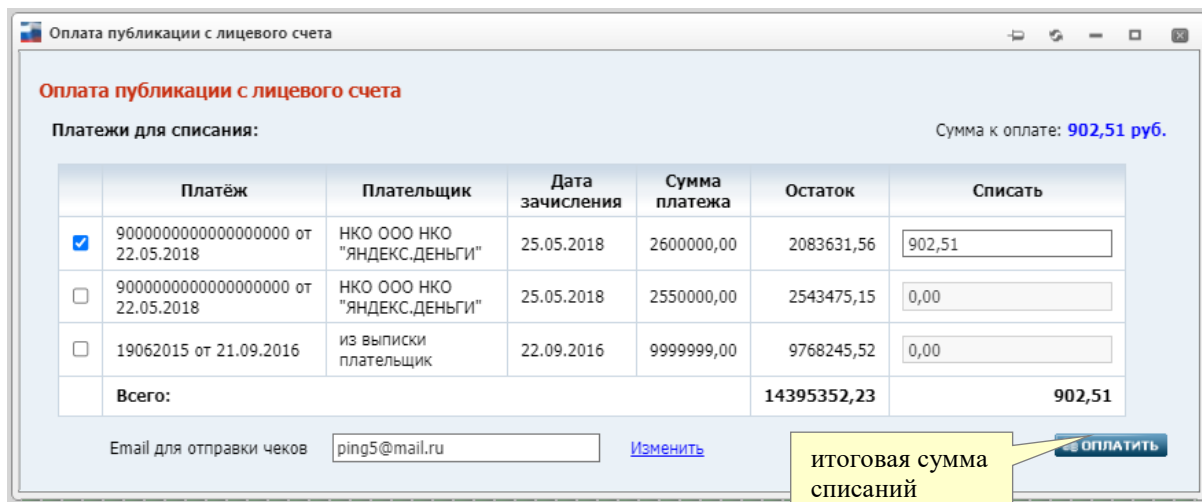 Оплата публикации с лицевого счета
Оплата публикации с лицевого счета
Платежи для списания:
Сумма к оплате: 902,51 руб.
Платёж
Плательщик
Дата
зачисления
Сумма
платежа
Остаток
Списать
9000000000000000000 от
22.05.2018
НКО ООО НКО
"ЯНДЕКС.ДЕНЬГИ"
25.05.2018
2600000,00
2083631,56
902,51
9000000000000000000 от
22.05.2018
НКО ООО НКО
"ЯНДЕКС.ДЕНЬГИ"
25.05.2018
2550000,00
2543475,15
0,00
19062015 от 21.09.2016
из выписки
плательщик
22.09.2016
9999999,00
9768245,52
0,00
Всего:
14395352,23
902,51
Email для отправки чеков
ping5@mail.ru
Изменить
ОПЛАТИТЬ
итоговая сумма
списаний